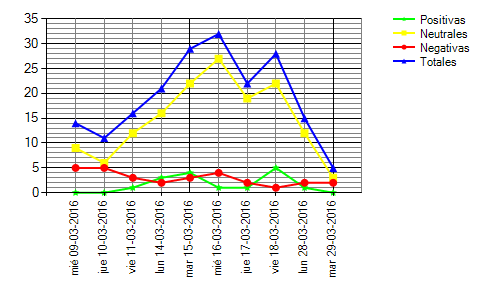 35
30
25
20
15
10
5
0
Positivas
Neutrales
Negativas
Totales
mié 09-03-2016
jue 10-03-2016
vie 11-03-2016
lun 14-03-2016
mar 15-03-2016
mié 16-03-2016
jue 17-03-2016
vie 18-03-2016
lun 28-03-2016
mar 29-03-2016